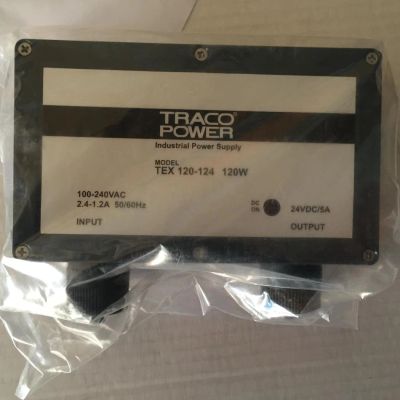 TRACO
POWER
Industrial Power Supply
MODEL
TEX 120-124 120W
100-240VAC
2.4-1.2A 50/60Hz
INPUT
DC
ON
24VDC/5A
OUTPUT